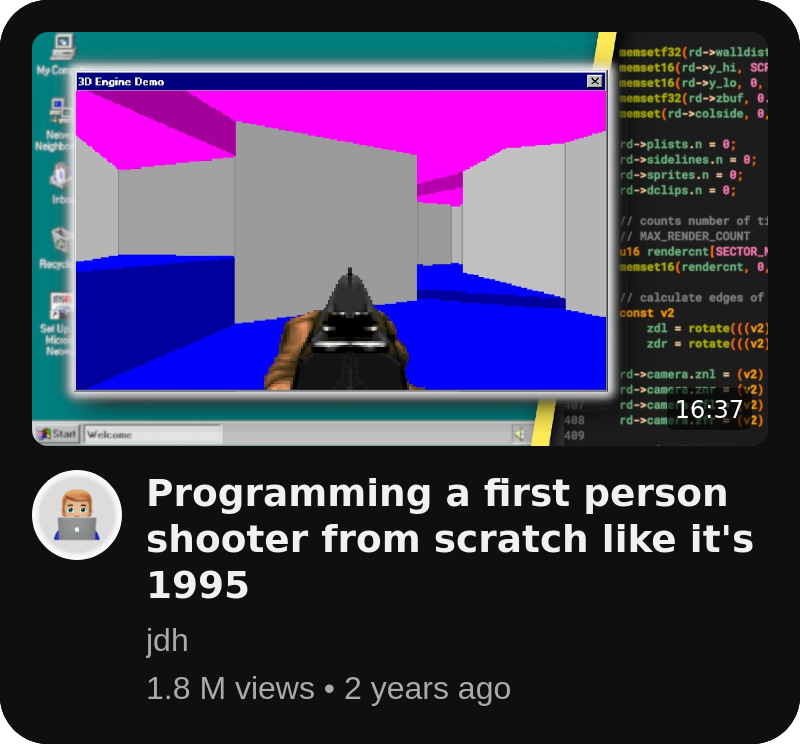 My Com
3D Engine Demo
Netw
Neighbor
Inbo
Recycl
Set Up
Micro
Netw
Start
Welcome
memsetf32(rd->walldist
memset16(rd->y_hi, SCR
memset16(rd->y_lo, 0,
memsetf32(rd->zbuf, 0.
memset(rd->colside, 0,
rd->plists.n = 0;
rd->sidelines.n = 0;
rd->sprites.n = 0;
rd->dclips.n = 0;
// counts number of ti
// MAX_RENDER_COUNT
u16 rendercnt[SECTOR_M
memset16(rendercnt, 0,
// calculate edges of
const v2
zdl = rotate(((v2)
zdr = rotate(((v2)
rd->camera.znl = (v2)
rd->camera.znr = (v2)
407 rd->camera.zfl = (v2)
408 rd->camera.zfr = (v2)
409
16:37
Programming a first person
shooter from scratch like it's
1995
jdh
1.8 M views • 2 years ago